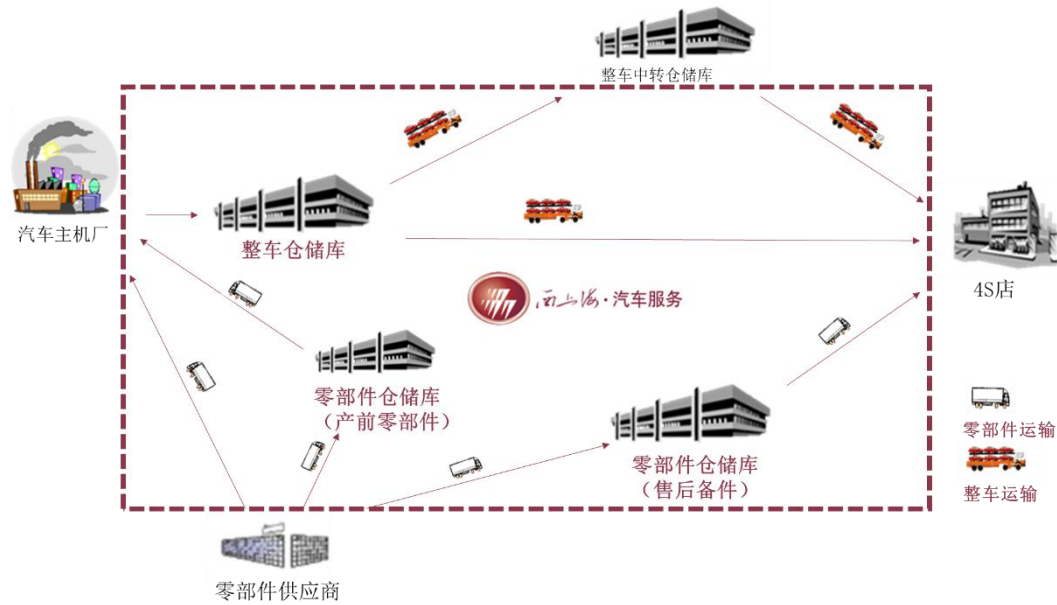 整车中转仓储库
汽车主机厂
整车仓储库
4S店
西上海·汽车服务
零部件仓储库
（产前零部件）
零部件运输
零部件仓储库
（售后备件）
整车运输
零部件供应商